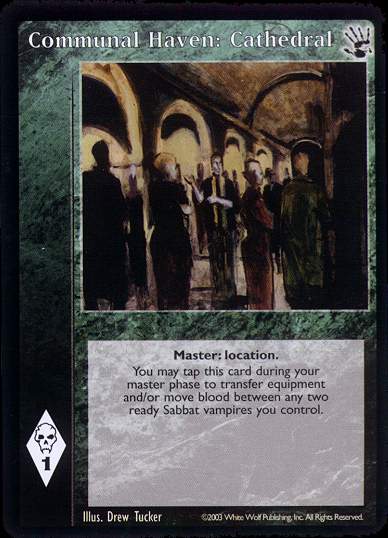 Communal Haven: Cathedral
Master: location.
You may tap this card during your
master phase to transfer equipment
and/or move blood between any two
ready Sabbat vampires you control.
1
Illus. Drew Tucker
©2003 White Wolf Publishing, Inc. All Rights Reserved.